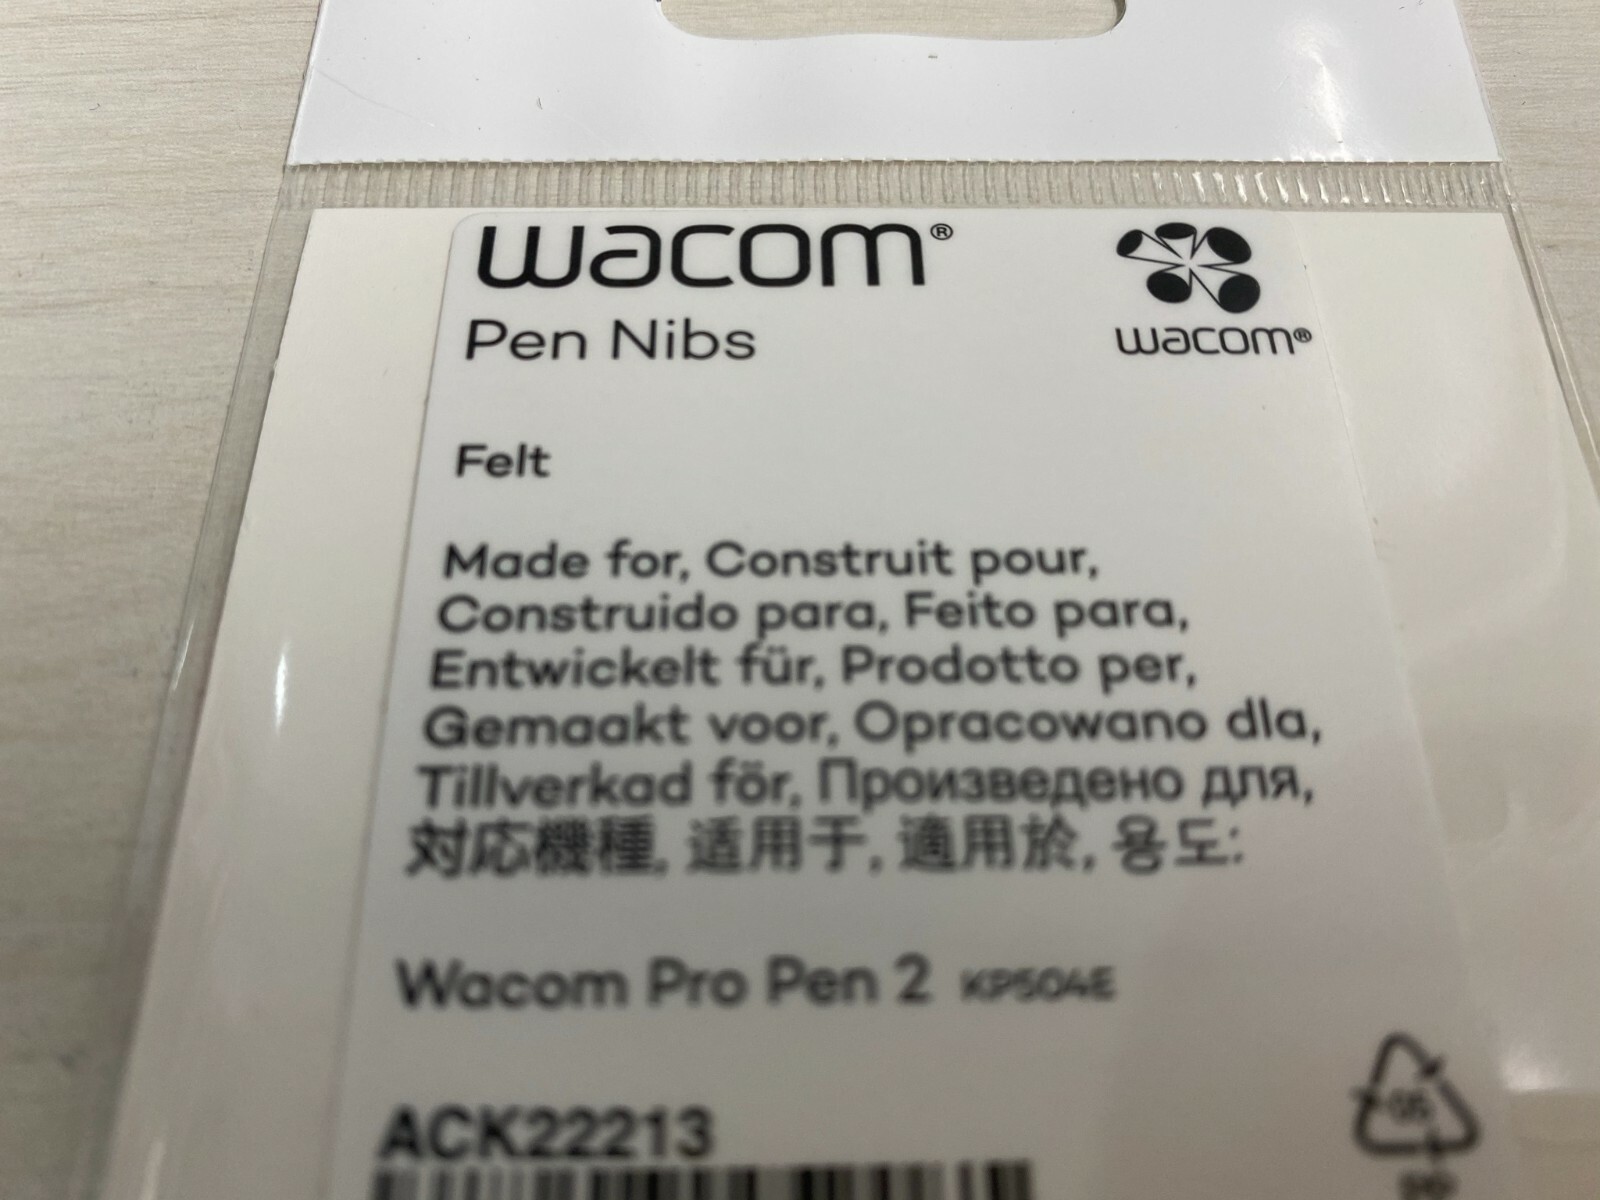 wacom®
Pen Nibs
wacom®
Felt
Made for, Construit pour,
Construido para, Feito para,
Entwickelt für, Prodotto per,
Gemaakt voor, Opracowano dla,
Tillverkad för, Произведено для,
対応機種, 适用于, 適用於, 용도:
Wacom Pro Pen 2 KP504E
ACK22213